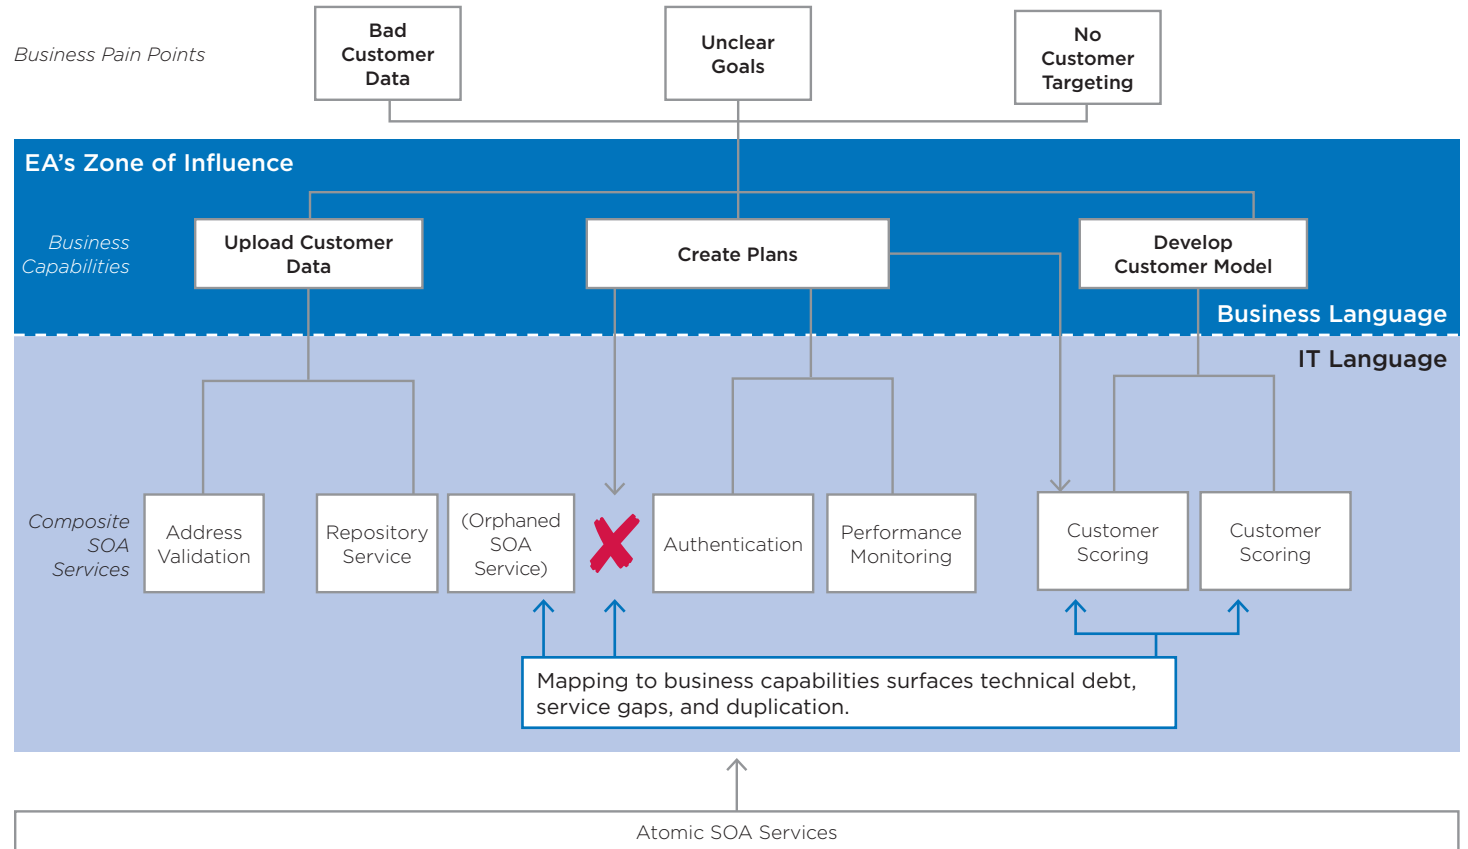 Business Pain Points
Bad
Customer
Data
Unclear
Goals
No
Customer
Targeting
EA’s Zone of Influence
Business
Capabilities
Upload Customer
Data
Create Plans
Develop
Customer Model
Business Language
IT Language
Composite
SOA
Services
Address
Validation
Repository
Service
(Orphaned
SOA
Service)
Authentication
Performance
Monitoring
Customer
Scoring
Customer
Scoring
Mapping to business capabilities surfaces technical debt,
service gaps, and duplication.
Atomic SOA Services